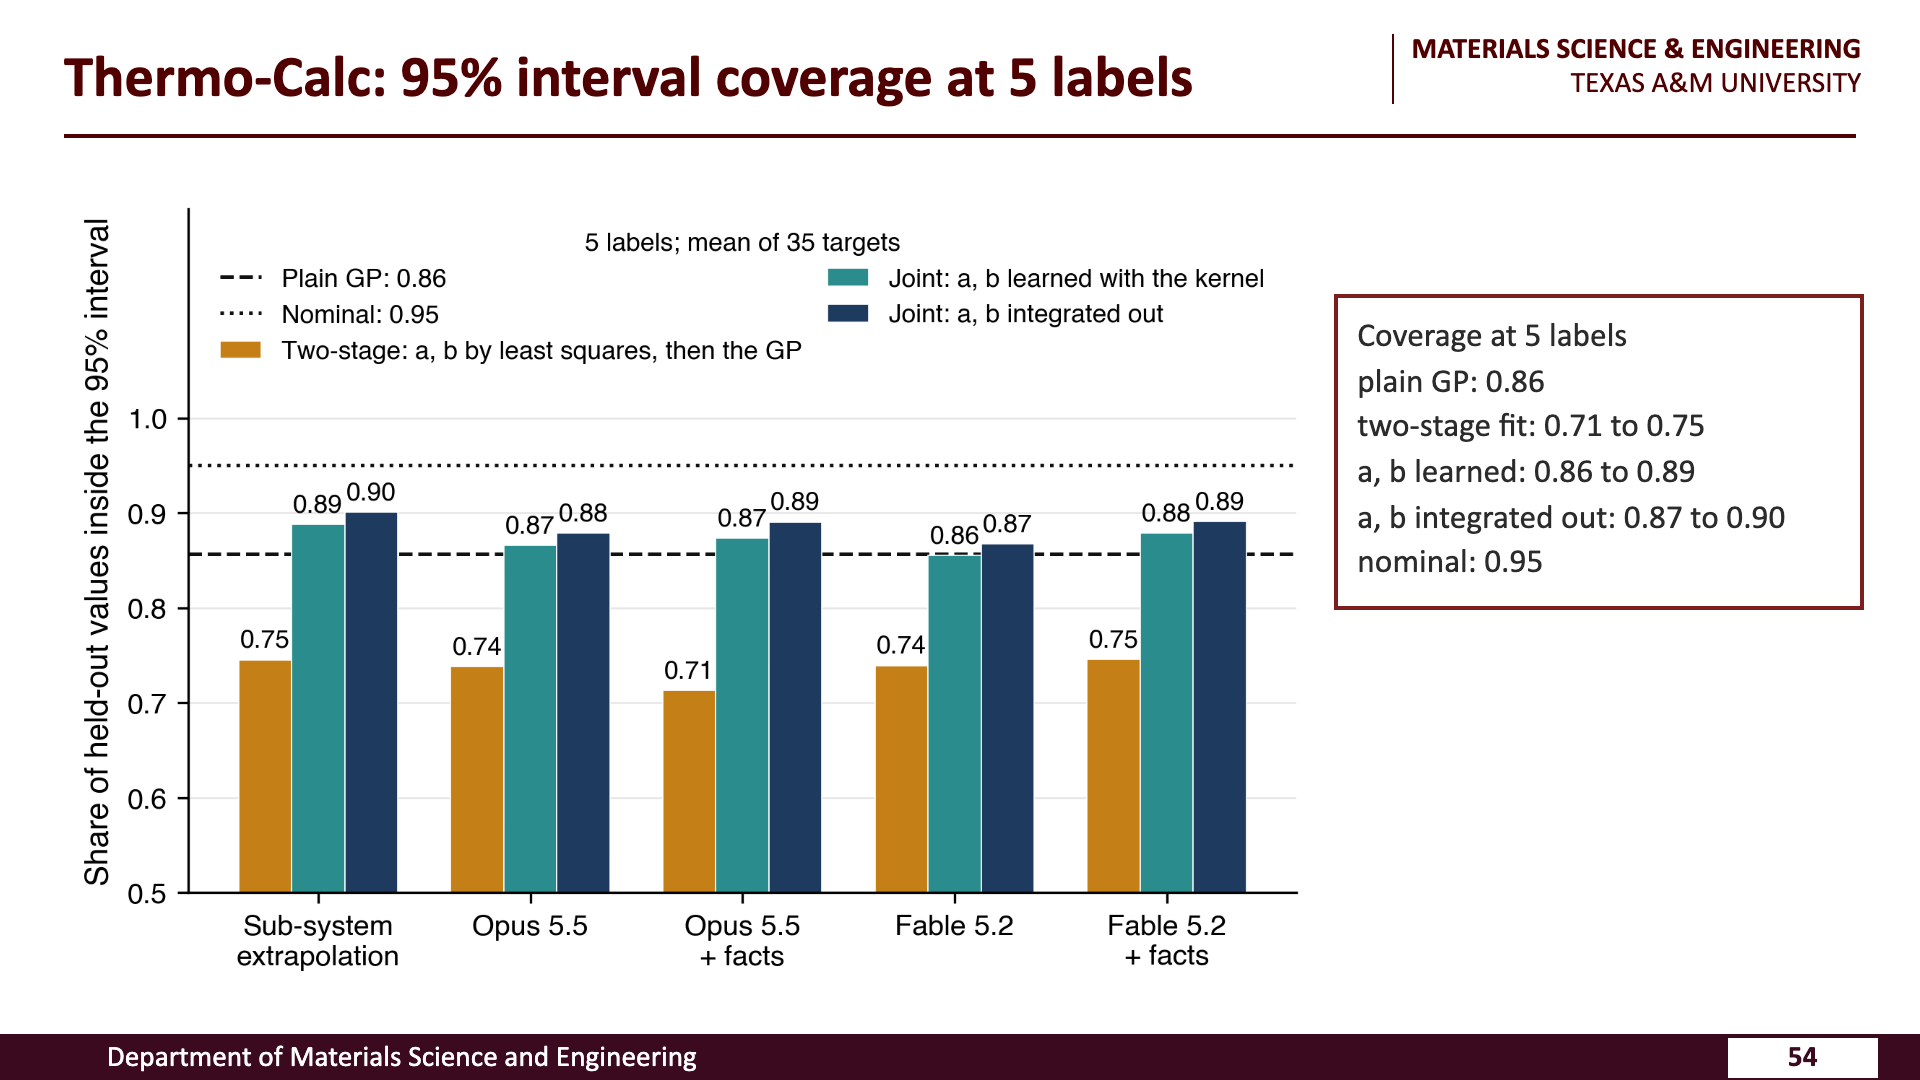 Thermo-Calc: 95% interval coverage at 5 labels
MATERIALS SCIENCE & ENGINEERING
TEXAS A&M UNIVERSITY
Share of held-out values inside the 95% interval
5 labels; mean of 35 targets
Plain GP: 0.86
Nominal: 0.95
Two-stage: a, b by least squares, then the GP
Joint: a, b learned with the kernel
Joint: a, b integrated out
1.0
0.9
0.8
0.7
0.6
0.5
0.75
0.89
0.90
0.74
0.87
0.88
0.71
0.87
0.89
0.74
0.86
0.87
0.75
0.88
0.89
Sub-system
extrapolation
Opus 5.5
Opus 5.5
+ facts
Fable 5.2
Fable 5.2
+ facts
Coverage at 5 labels
plain GP: 0.86
two-stage fit: 0.71 to 0.75
a, b learned: 0.86 to 0.89
a, b integrated out: 0.87 to 0.90
nominal: 0.95
Department of Materials Science and Engineering
54